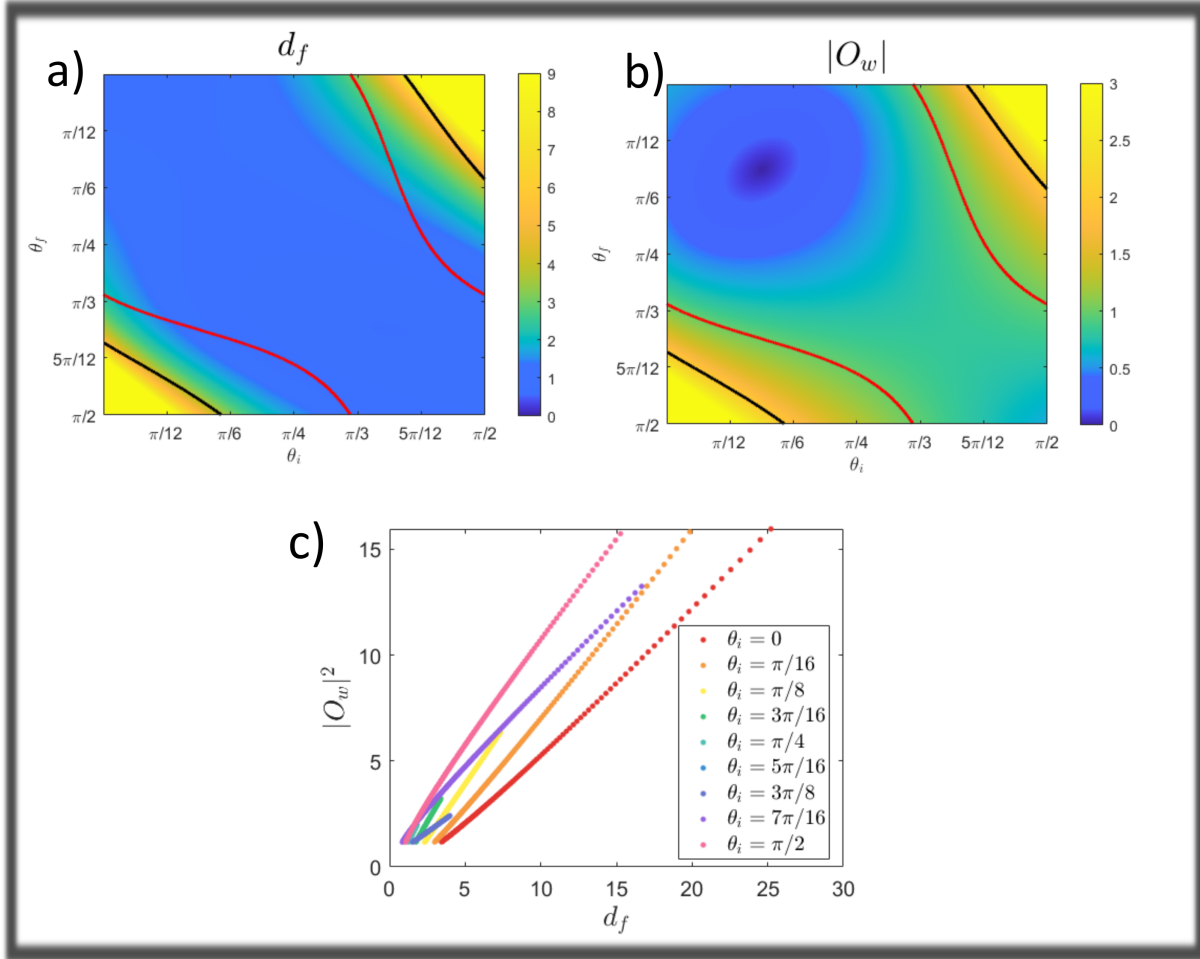 a)
d_f
9
8
7
6
5
4
3
2
1
0
θ_f
π/12
π/6
π/4
π/3
5π/12
π/2
π/12 π/6 π/4 π/3 5π/12 π/2
θ_i
b)
|O_w|
3
2.5
2
1.5
1
0.5
0
θ_f
π/12
π/6
π/4
π/3
5π/12
π/2
π/12 π/6 π/4 π/3 5π/12 π/2
θ_i
c)
|O_w|^2
15
10
5
0
0 5 10 15 20 25 30
d_f
θ_i = 0
θ_i = π/16
θ_i = π/8
θ_i = 3π/16
θ_i = π/4
θ_i = 5π/16
θ_i = 3π/8
θ_i = 7π/16
θ_i = π/2